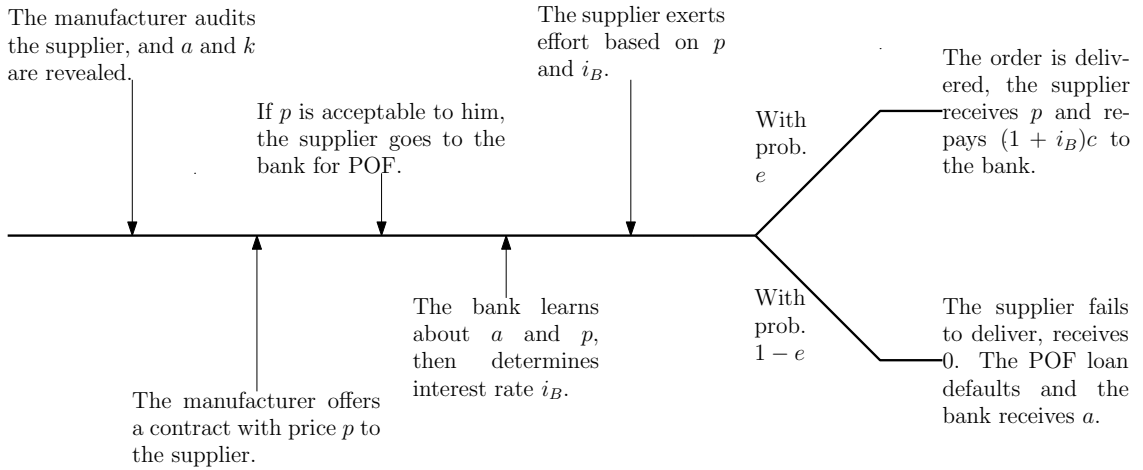 The manufacturer audits
the supplier, and a and k
are revealed.
If p is acceptable to him,
the supplier goes to the
bank for POF.
The supplier exerts
effort based on p
and i_B.
With
prob.
e
The order is deliv-
ered, the supplier
receives p and re-
pays (1 + i_B)c to
the bank.
The manufacturer offers
a contract with price p to
the supplier.
The bank learns
about a and p,
then determines
interest rate i_B.
With
prob.
1 − e
The supplier fails
to deliver, receives
0. The POF loan
defaults and the
bank receives a.